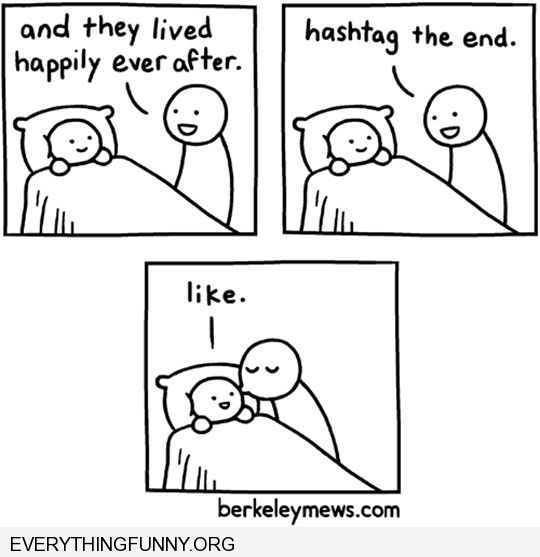 and they lived
happily ever after.
hashtag the end.
like.
berkeleymews.com
EVERYTHINGFUNNY.ORG